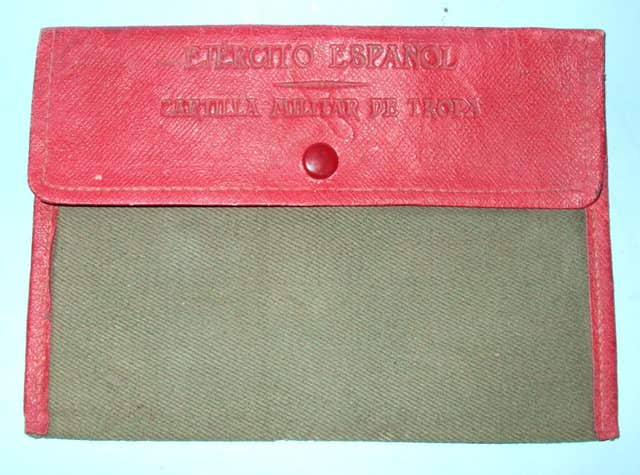 EJERCITO ESPAÑOL
CARTILLA MILITAR DE TROPA